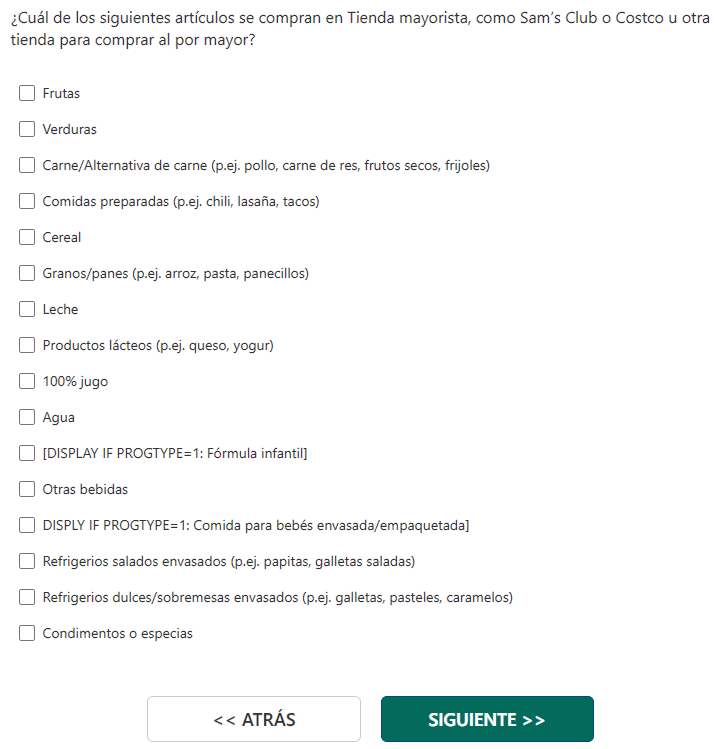 ¿Cuál de los siguientes artículos se compran en Tienda mayorista, como Sam’s Club o Costco u otra
tienda para comprar al por mayor?
Frutas
Verduras
Carne/Alternativa de carne (p.ej. pollo, carne de res, frutos secos, frijoles)
Comidas preparadas (p.ej. chili, lasaña, tacos)
Cereal
Granos/panes (p.ej. arroz, pasta, panecillos)
Leche
Productos lácteos (p.ej. queso, yogur)
100% jugo
Agua
[DISPLAY IF PROGTYPE=1: Fórmula infantil]
Otras bebidas
DISPLY IF PROGTYPE=1: Comida para bebés envasada/empaquetada]
Refrigerios salados envasados (p.ej. papitas, galletas saladas)
Refrigerios dulces/sobremesas envasados (p.ej. galletas, pasteles, caramelos)
Condimentos o especias
<< ATRÁS
SIGUIENTE >>